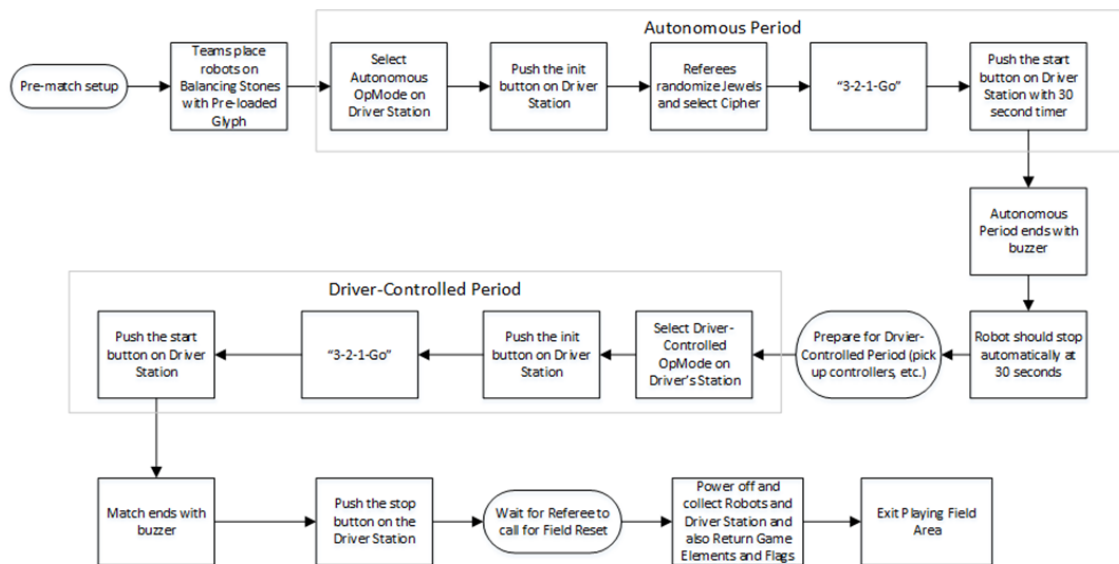 Autonomous Period
Pre-match setup
Teams place
robots on
Balancing Stones
with Pre-loaded
Glyph
Select
Autonomous
OpMode on
Driver Station
Push the init
button on Driver
Station
Referees
randomize Jewels
and select Cipher
“3-2-1-Go”
Push the start
button on Driver
Station with 30
second timer
Autonomous
Period ends with
buzzer
Robot should stop
automatically at
30 seconds
Prepare for Drvier-
Controlled Period (pick
up controllers, etc.)
Driver-Controlled Period
Select Driver-
Controlled
OpMode on
Driver's Station
Push the init
button on Driver
Station
“3-2-1-Go”
Push the start
button on Driver
Station
Match ends with
buzzer
Push the stop
button on the
Driver Station
Wait for Referee to
call for Field Reset
Power off and
collect Robots and
Driver Station and
also Return Game
Elements and Flags
Exit Playing Field
Area